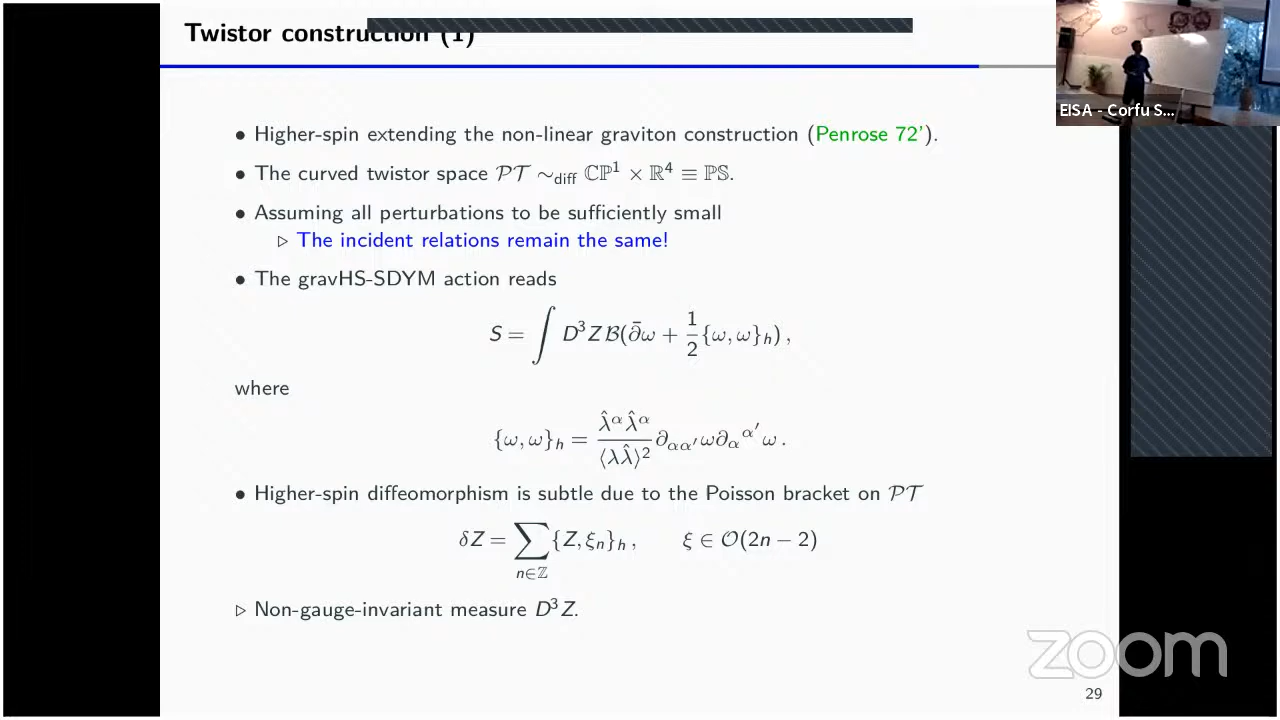 Twistor construction (1)
EISA - Corfu S...
• Higher-spin extending the non-linear graviton construction (Penrose 72').
• The curved twistor space 𝒫𝒯 ∼diff ℂℙ¹ × ℝ⁴ ≡ ℙ𝕊.
• Assuming all perturbations to be sufficiently small
▷ The incident relations remain the same!
• The gravHS-SDYM action reads
S = ∫ D³Z ℬ(∂̄ω + 1/2 {ω, ω}_h) ,
where
{ω, ω}_h = λ̂^α λ̂^α / ⟨λλ̂⟩² ∂_{αα′}ω∂_α^{α′}ω .
• Higher-spin diffeomorphism is subtle due to the Poisson bracket on 𝒫𝒯
δZ = ∑_{n∈ℤ} {Z, ξ_n}_h , ξ ∈ 𝒪(2n − 2)
▷ Non-gauge-invariant measure D³Z.
zoom
29